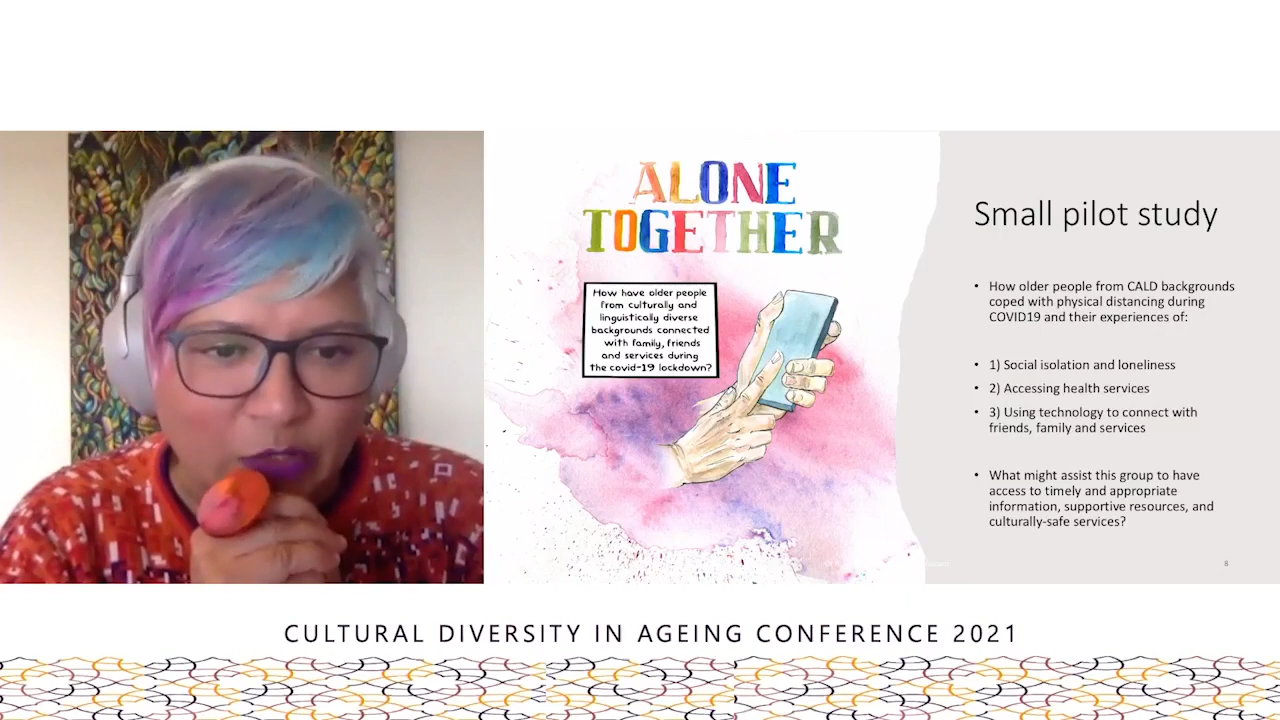 ALONE
TOGETHER
How have older people
from culturally and
linguistically diverse
backgrounds connected
with family, friends
and services during
the covid-19 lockdown?
Small pilot study
• How older people from CALD backgrounds
coped with physical distancing during
COVID19 and their experiences of:
• 1) Social isolation and loneliness
• 2) Accessing health services
• 3) Using technology to connect with
friends, family and services
• What might assist this group to have
access to timely and appropriate
information, supportive resources, and
culturally-safe services?
8
CULTURAL DIVERSITY IN AGEING CONFERENCE 2021